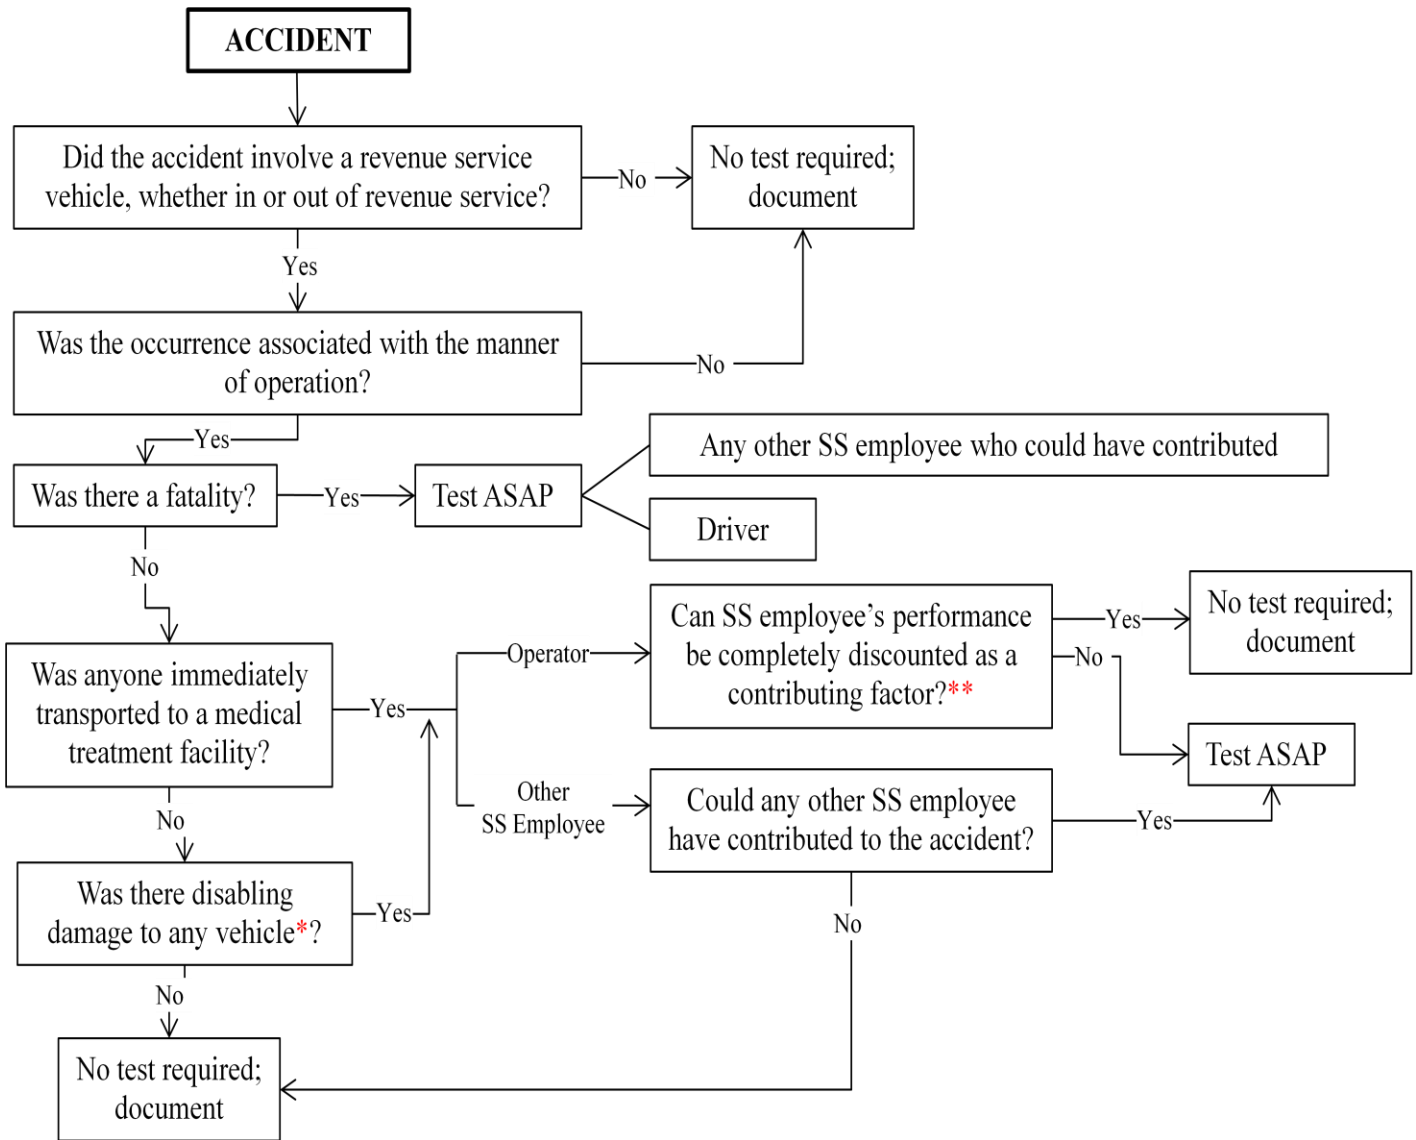 ACCIDENT
Did the accident involve a revenue service
vehicle, whether in or out of revenue service?
No
No test required;
document
Yes
Was the occurrence associated with the manner
of operation?
No
Yes
Was there a fatality?
Yes
Test ASAP
Any other SS employee who could have contributed
Driver
No
Was anyone immediately
transported to a medical
treatment facility?
Yes
Operator
Can SS employee’s performance
be completely discounted as a
contributing factor?**
Yes
No test required;
document
No
Test ASAP
Other
SS Employee
Could any other SS employee
have contributed to the accident?
Yes
No
No
Was there disabling
damage to any vehicle*?
Yes
No
No test required;
document